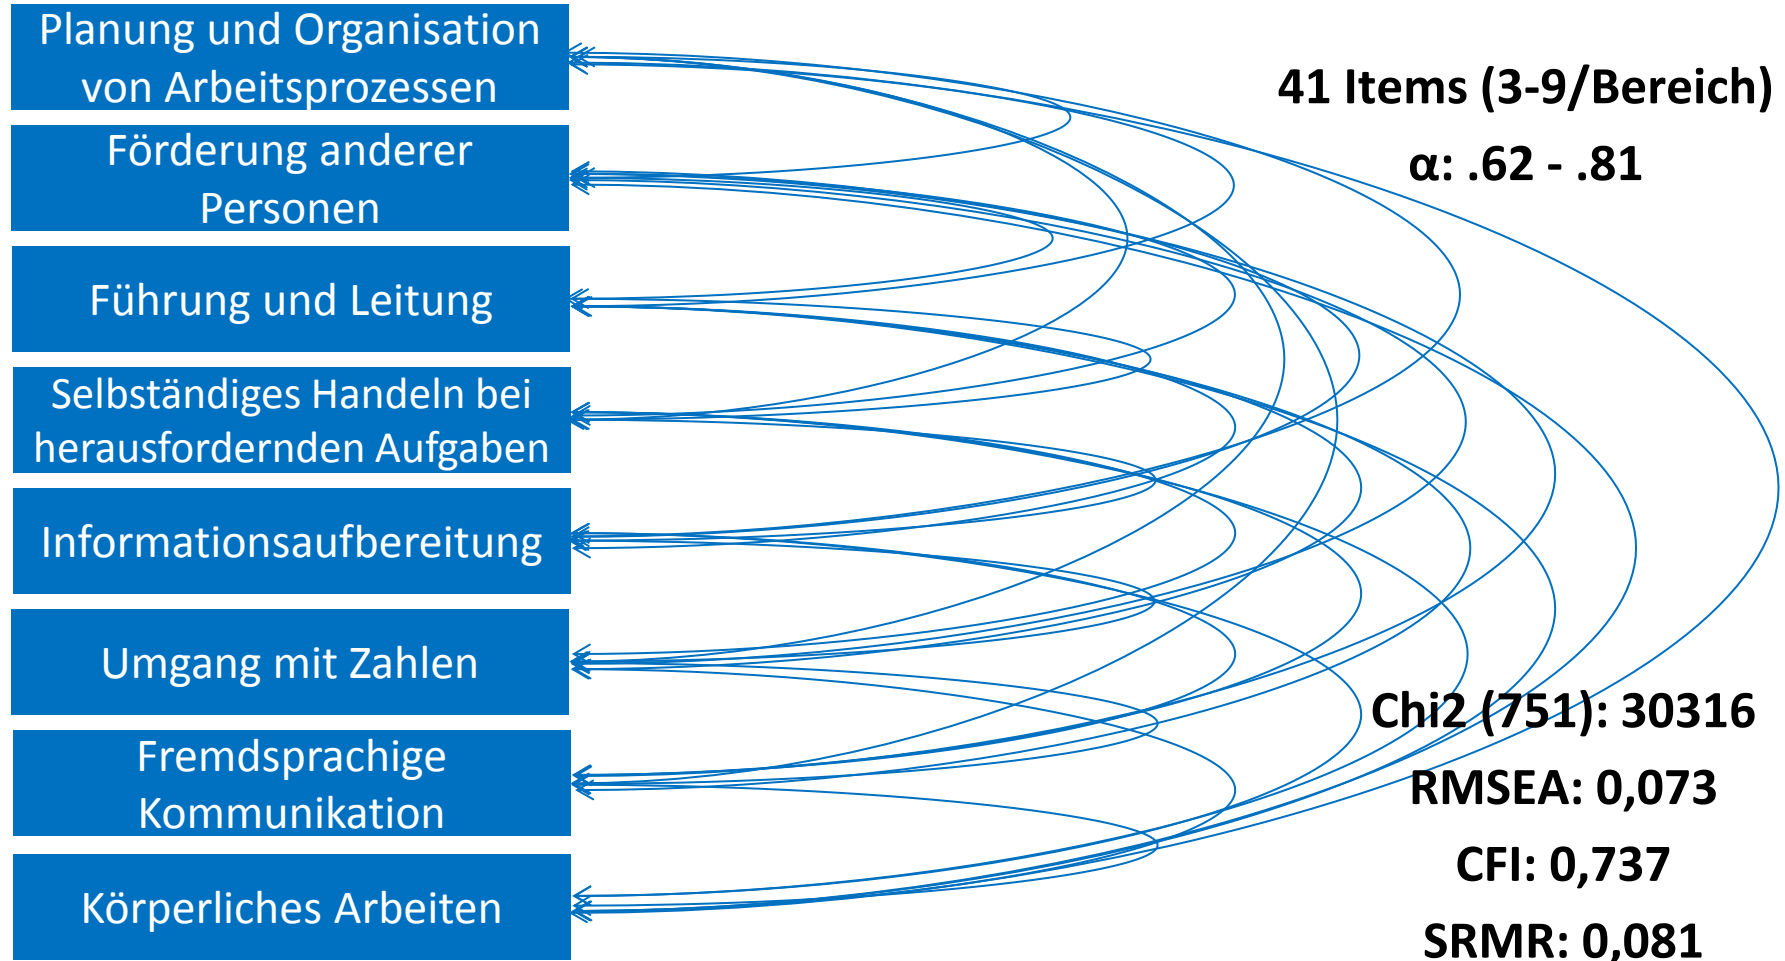 Planung und Organisation
von Arbeitsprozessen
41 Items (3-9/Bereich)
α: .62 - .81
Förderung anderer
Personen
Führung und Leitung
Selbständiges Handeln bei
herausfordernden Aufgaben
Informationsaufbereitung
Umgang mit Zahlen
Fremdsprachige
Kommunikation
Körperliches Arbeiten
Chi2 (751): 30316
RMSEA: 0,073
CFI: 0,737
SRMR: 0,081